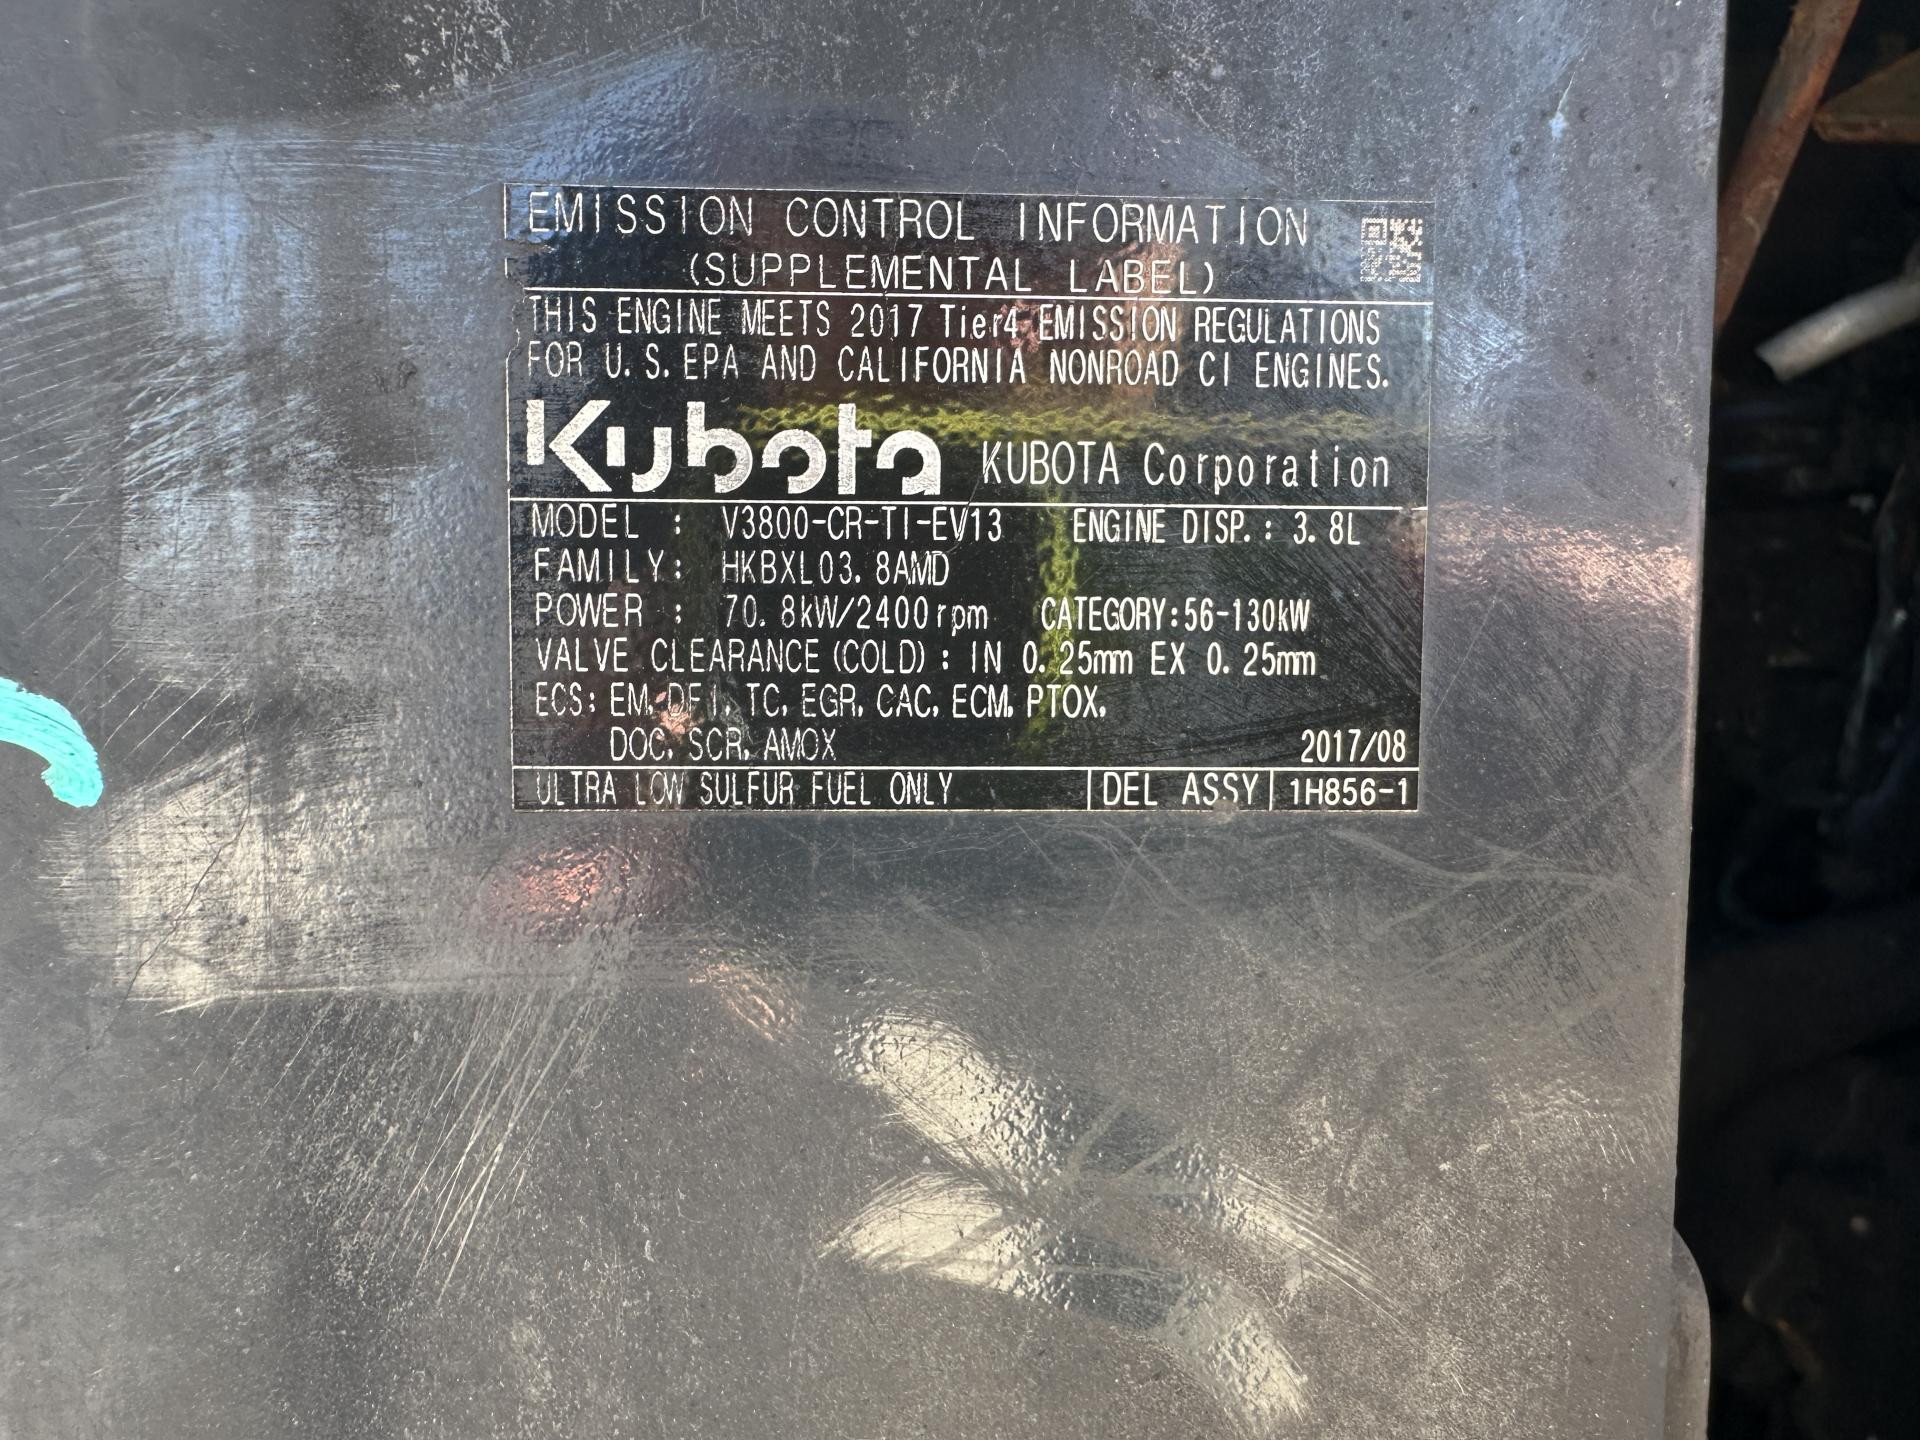 EMISSION CONTROL INFORMATION
(SUPPLEMENTAL LABEL)
THIS ENGINE MEETS 2017 Tier4 EMISSION REGULATIONS
FOR U.S.EPA AND CALIFORNIA NONROAD CI ENGINES.
Kubota KUBOTA Corporation
MODEL : V3800-CR-TI-EV13 ENGINE DISP.: 3.8L
FAMILY: HKBXL03.8AMD
POWER : 70.8kW/2400rpm CATEGORY:56-130kW
VALVE CLEARANCE(COLD): IN 0.25mm EX 0.25mm
ECS: EM, DFI, TC, EGR, CAC, ECM, PTOX,
DOC, SCR, AMOX 2017/08
ULTRA LOW SULFUR FUEL ONLY DEL ASSY 1H856-1